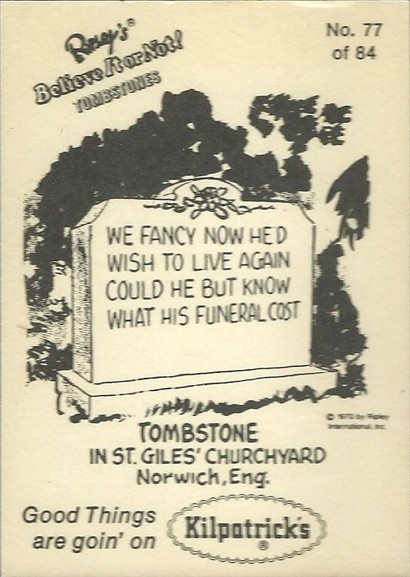 Ripley's®
Believe It or Not!
TOMBSTONES
No. 77
of 84
WE FANCY NOW HE'D
WISH TO LIVE AGAIN
COULD HE BUT KNOW
WHAT HIS FUNERAL COST
© 1970 by Ripley
International, Inc.
TOMBSTONE
IN ST. GILES' CHURCHYARD
Norwich, Eng.
Good Things
are goin' on
Kilpatrick's
®